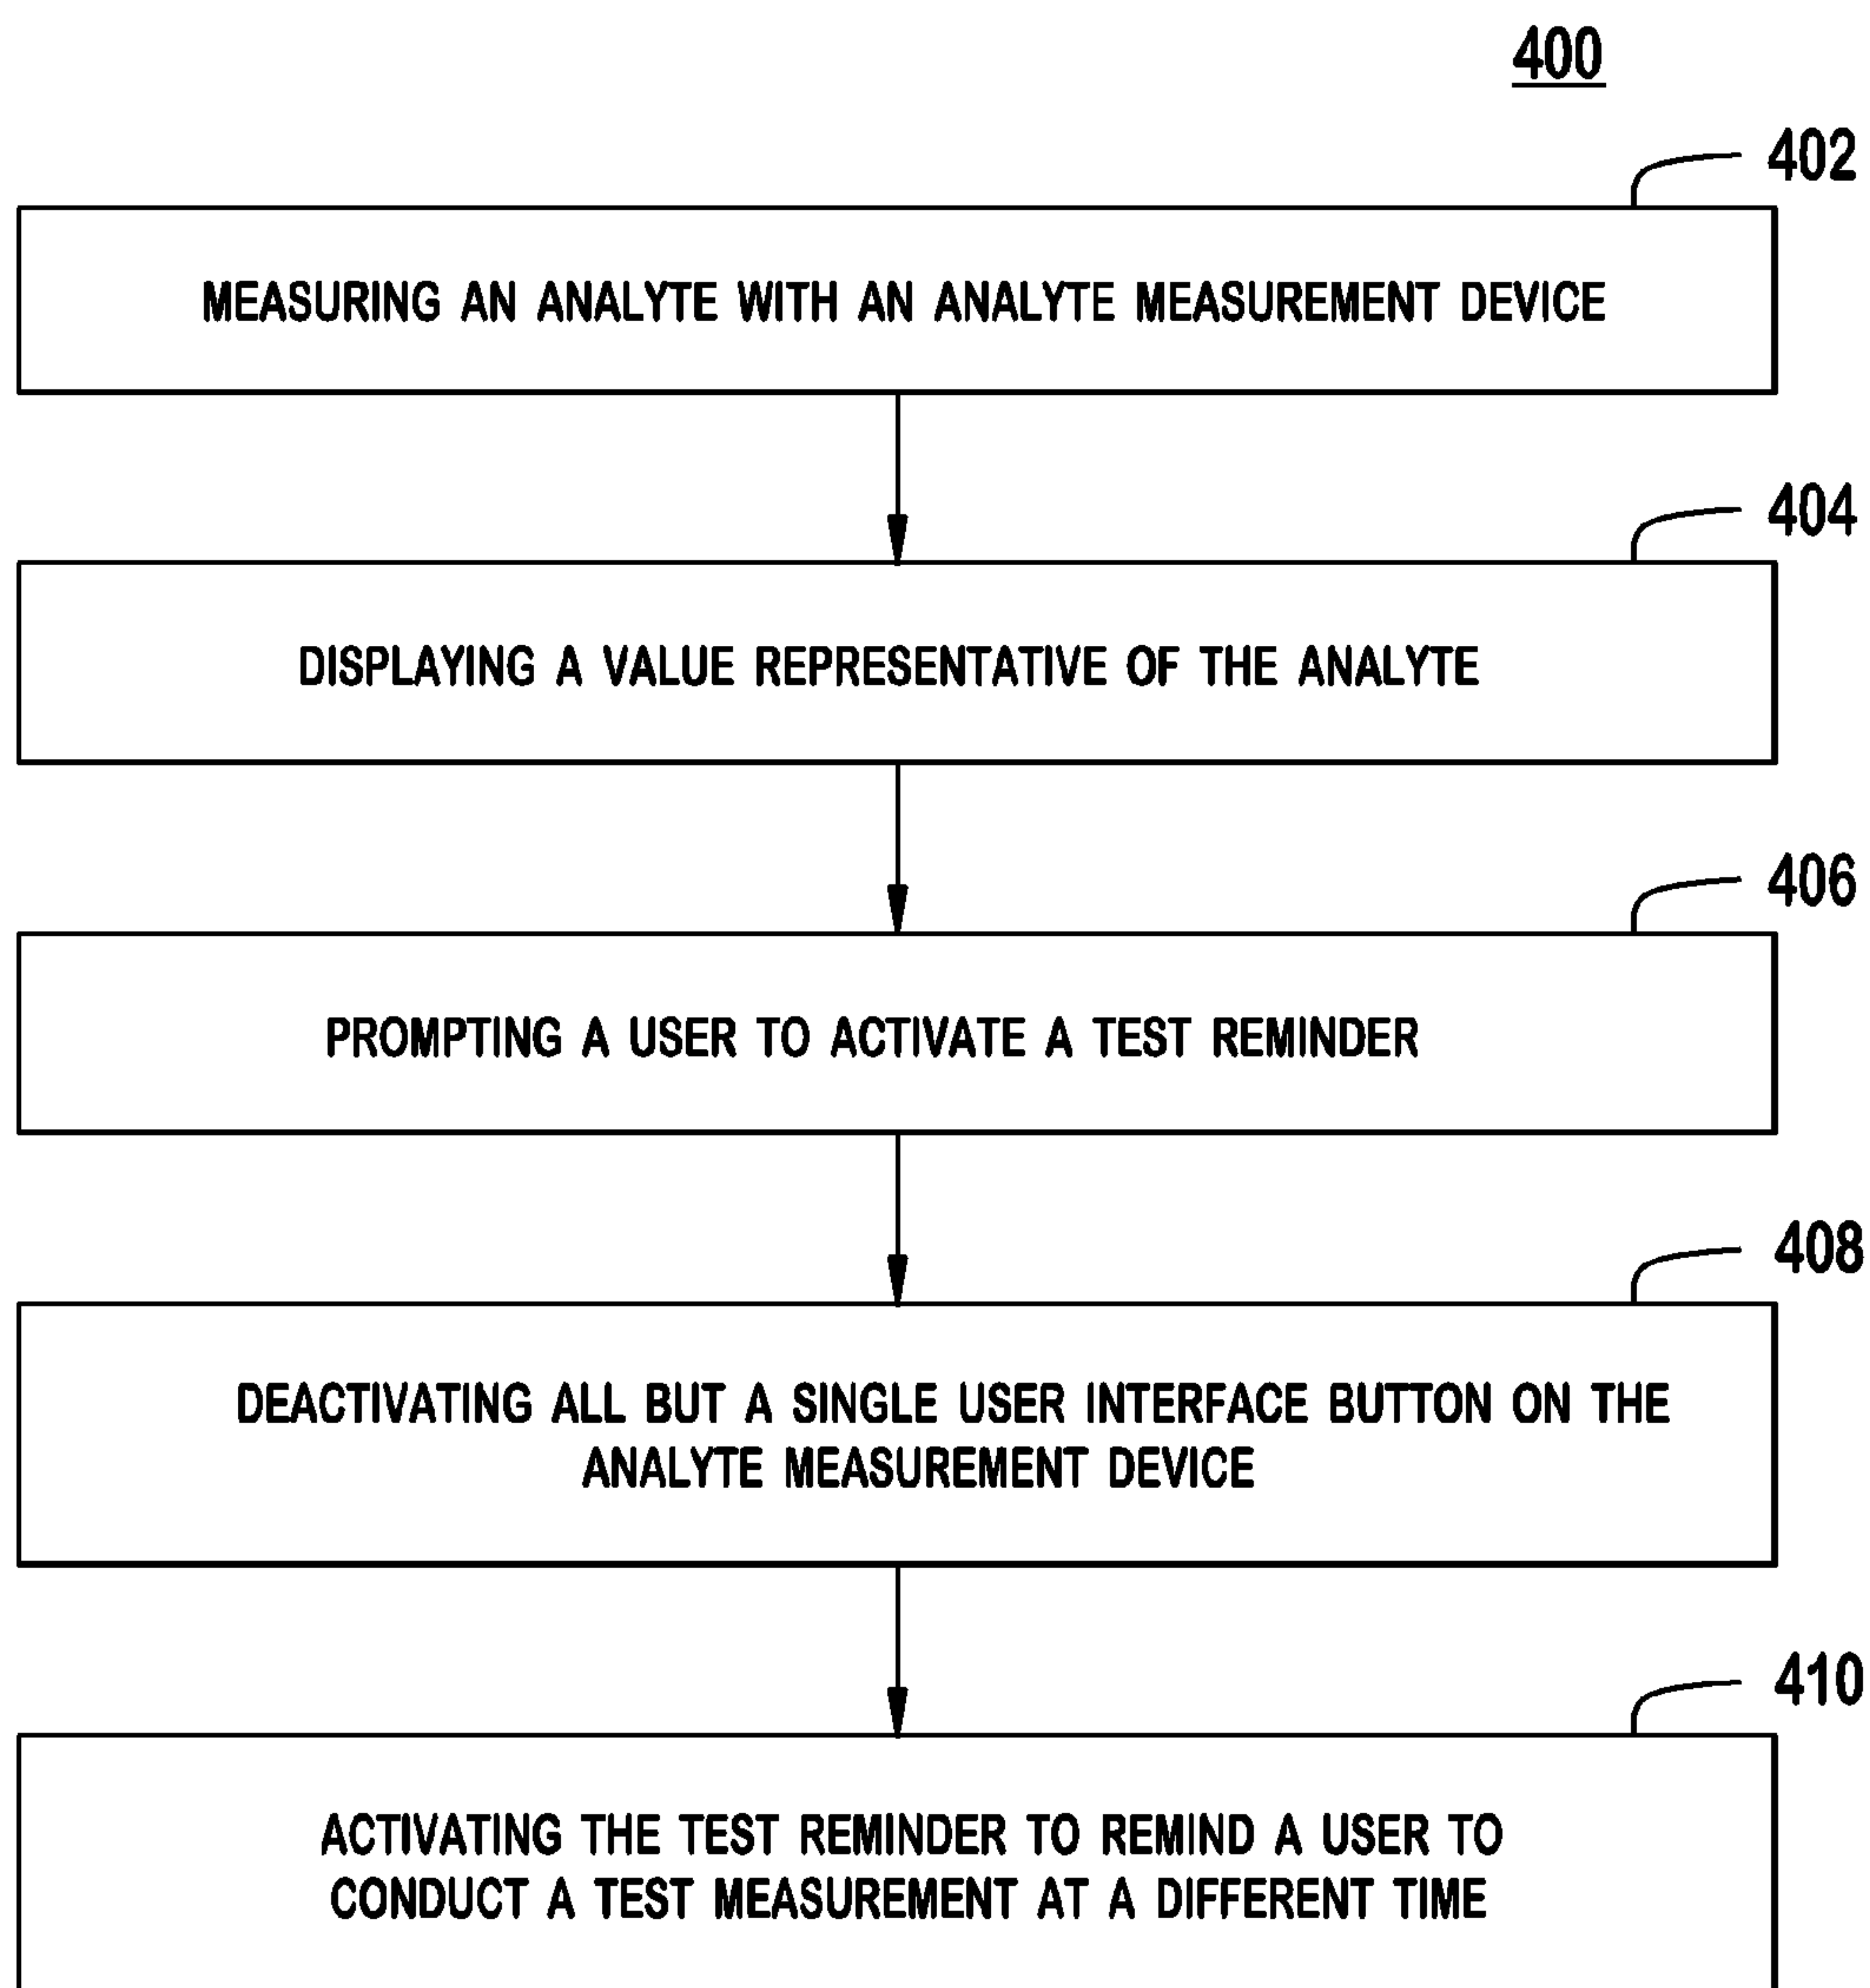 400
402
MEASURING AN ANALYTE WITH AN ANALYTE MEASUREMENT DEVICE
404
DISPLAYING A VALUE REPRESENTATIVE OF THE ANALYTE
406
PROMPTING A USER TO ACTIVATE A TEST REMINDER
408
DEACTIVATING ALL BUT A SINGLE USER INTERFACE BUTTON ON THE
ANALYTE MEASUREMENT DEVICE
410
ACTIVATING THE TEST REMINDER TO REMIND A USER TO
CONDUCT A TEST MEASUREMENT AT A DIFFERENT TIME